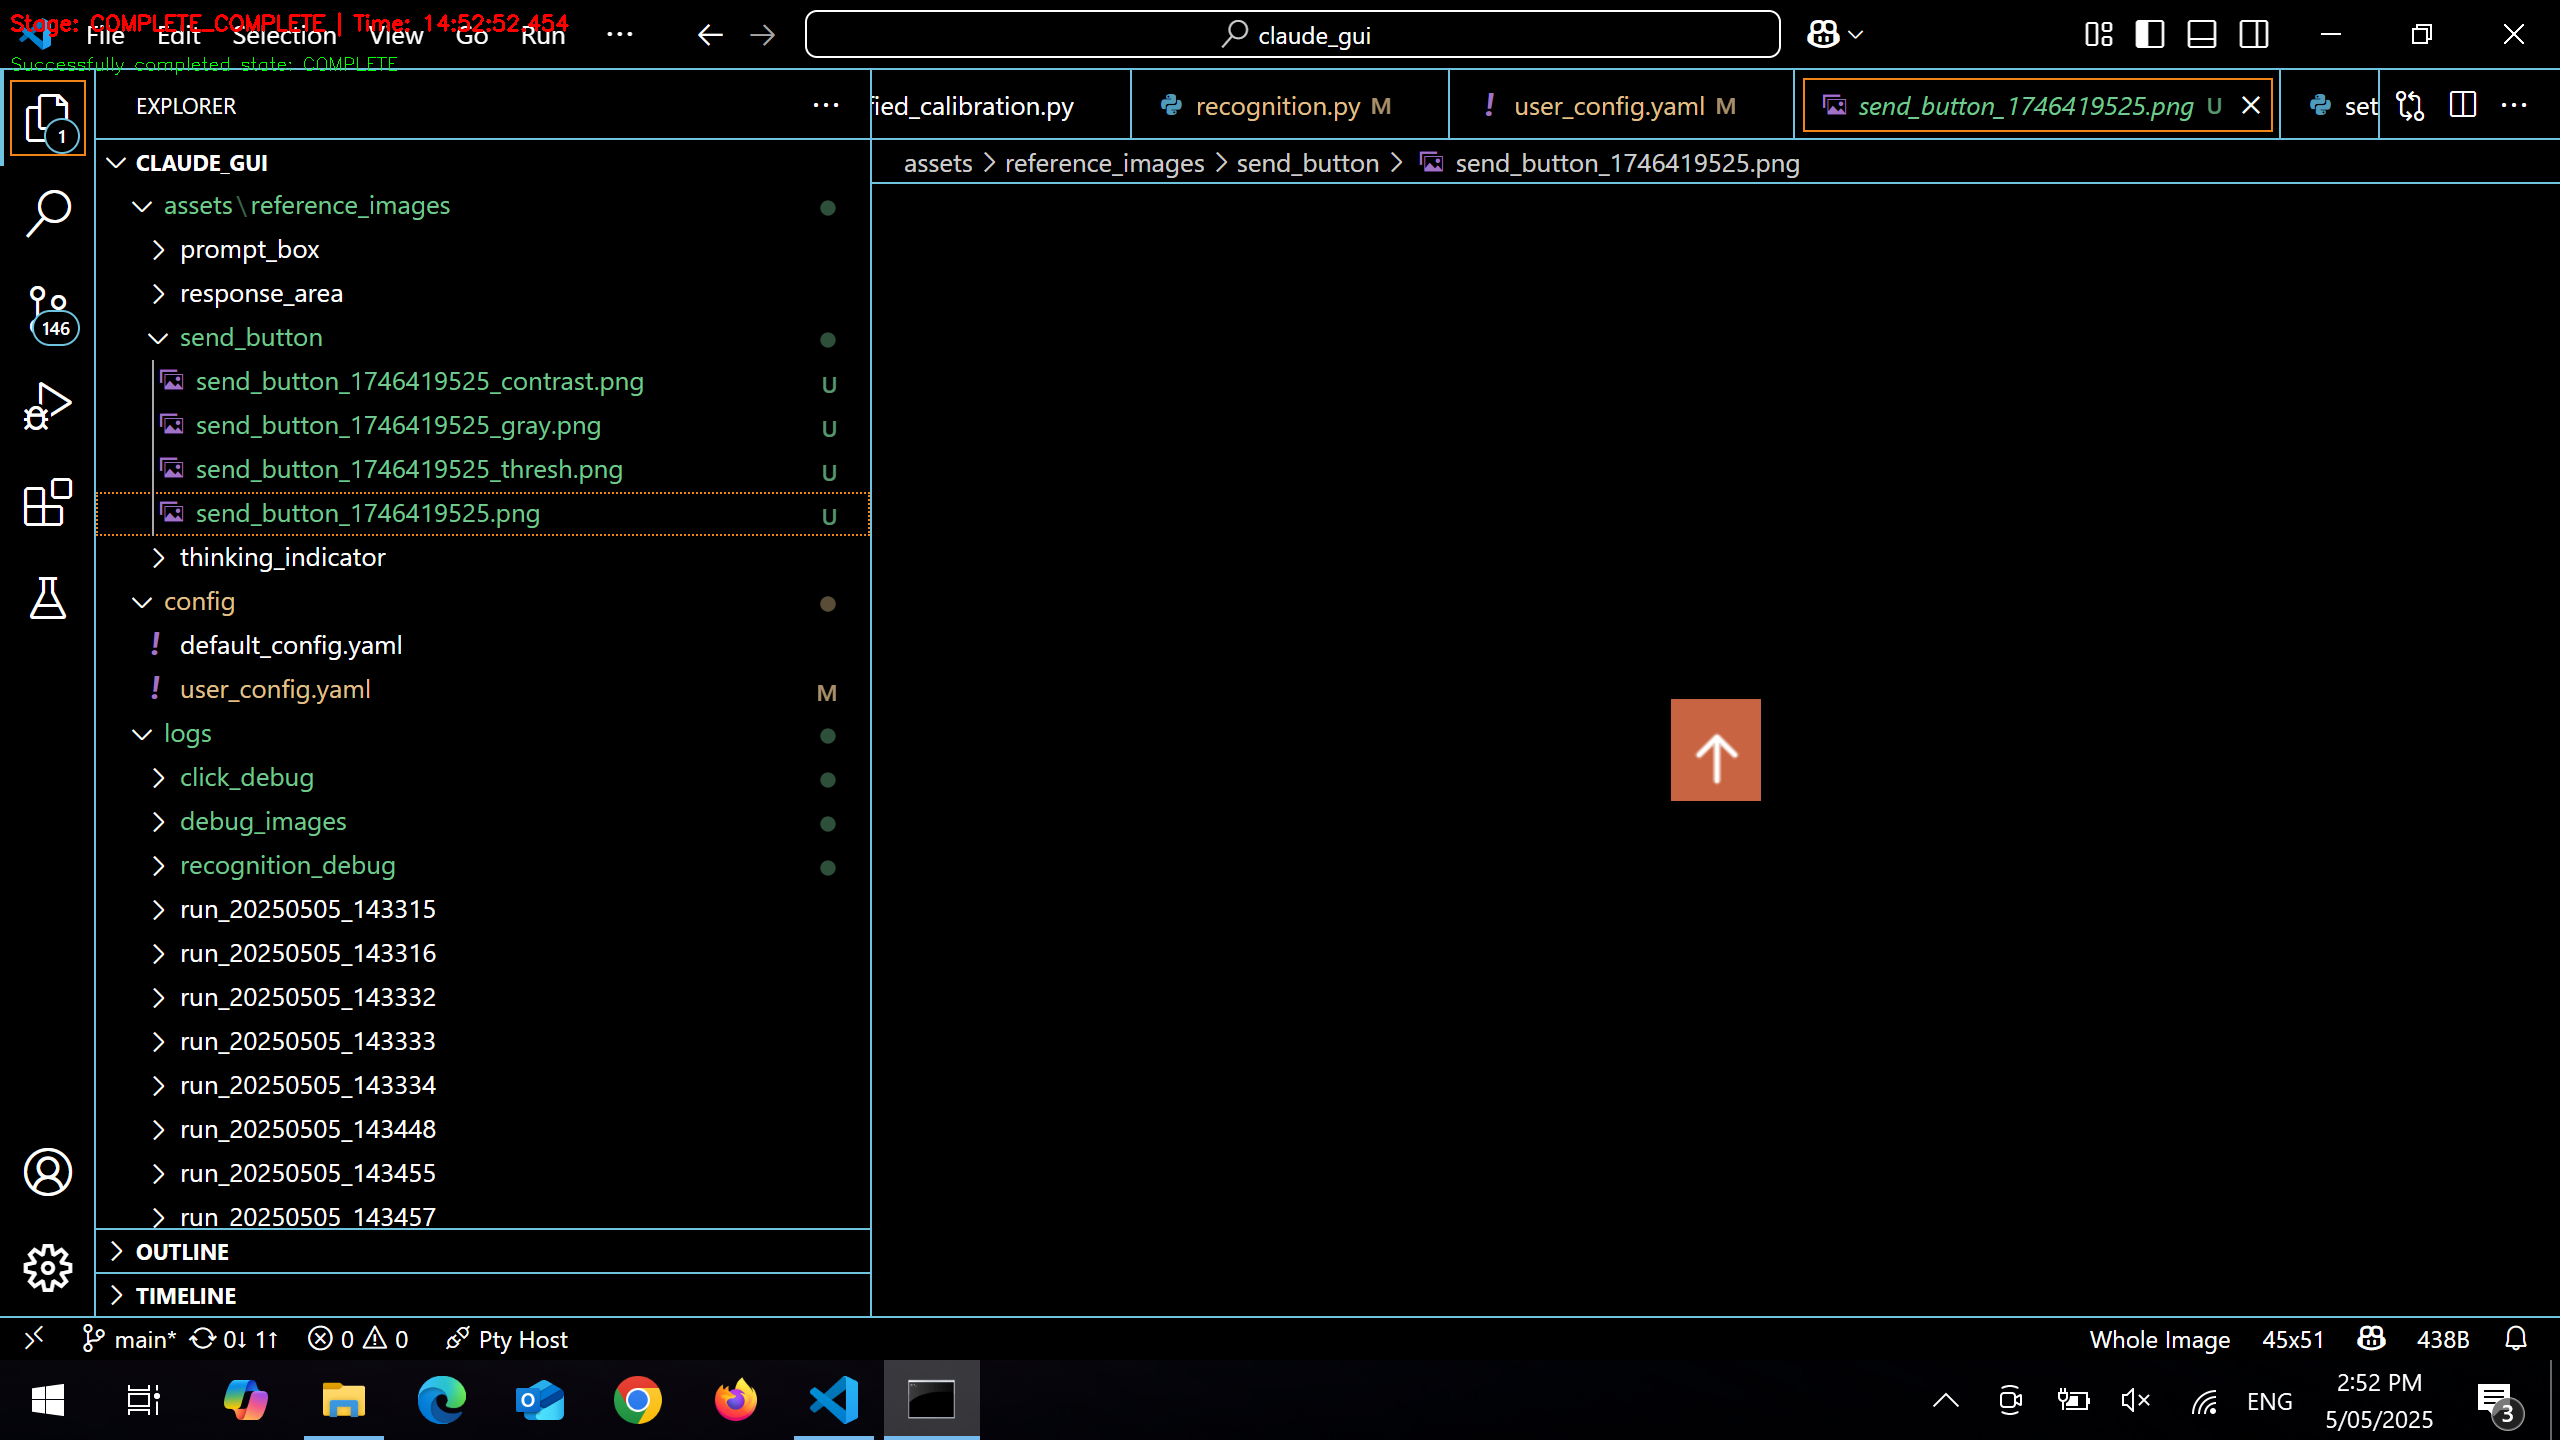 Stage: COMPLETE_COMPLETE | Time: 14:52:52.454
File Edit Selection View Go Run ···
claude_gui
Successfully completed state: COMPLETE
1
146
EXPLORER ···
CLAUDE_GUI
assets\reference_images
prompt_box
response_area
send_button
send_button_1746419525_contrast.png U
send_button_1746419525_gray.png U
send_button_1746419525_thresh.png U
send_button_1746419525.png U
thinking_indicator
config
! default_config.yaml
! user_config.yaml M
logs
click_debug
debug_images
recognition_debug
run_20250505_143315
run_20250505_143316
run_20250505_143332
run_20250505_143333
run_20250505_143334
run_20250505_143448
run_20250505_143455
run_20250505_143457
OUTLINE
TIMELINE
fied_calibration.py
recognition.py M
! user_config.yaml M
send_button_1746419525.png U
set
assets > reference_images > send_button > send_button_1746419525.png
main* 0↓ 1↑ 0 0 Pty Host
Whole Image 45x51 438B
ENG
2:52 PM
5/05/2025
3